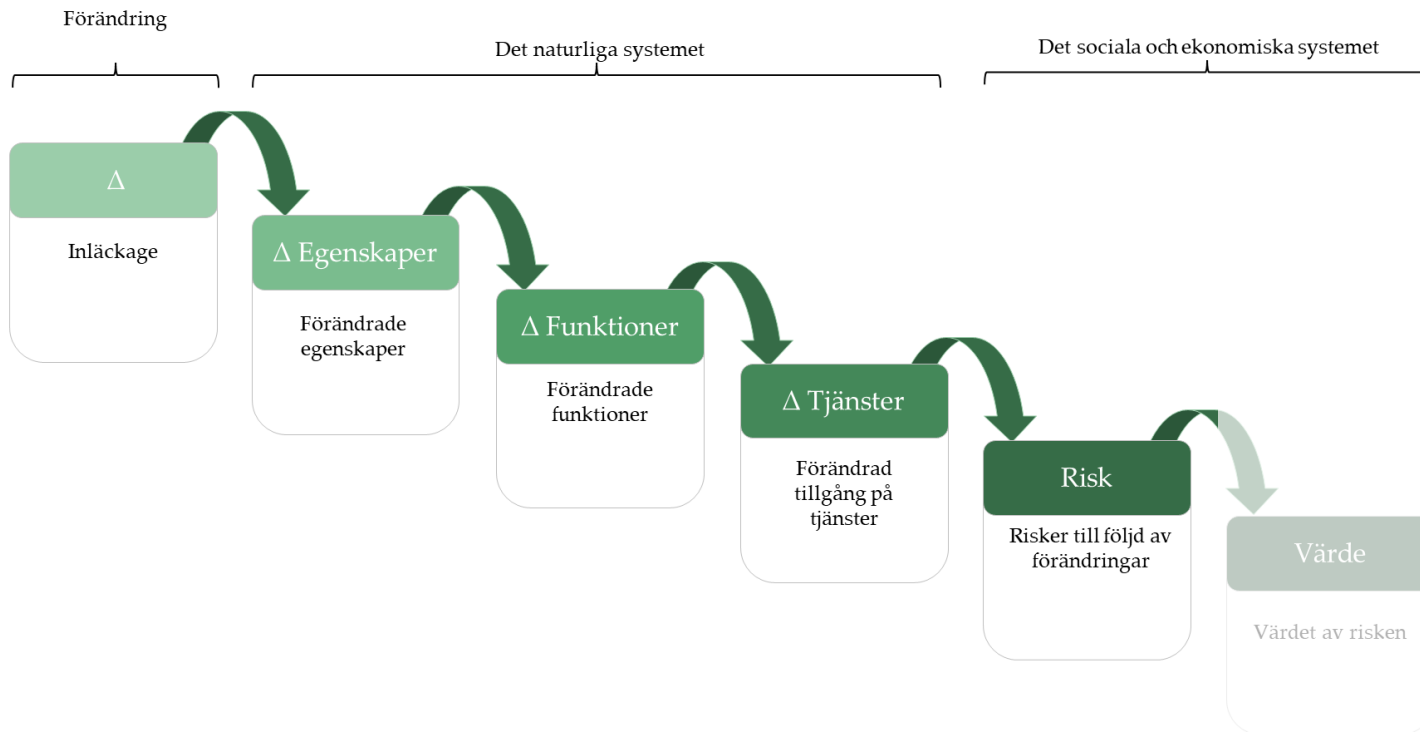 Förändring
Det naturliga systemet
Det sociala och ekonomiska systemet
Δ
Inläckage
Δ Egenskaper
Förändrade
egenskaper
Δ Funktioner
Förändrade
funktioner
Δ Tjänster
Förändrad
tillgång på
tjänster
Risk
Risker till följd av
förändringar
Värde
Värdet av risken